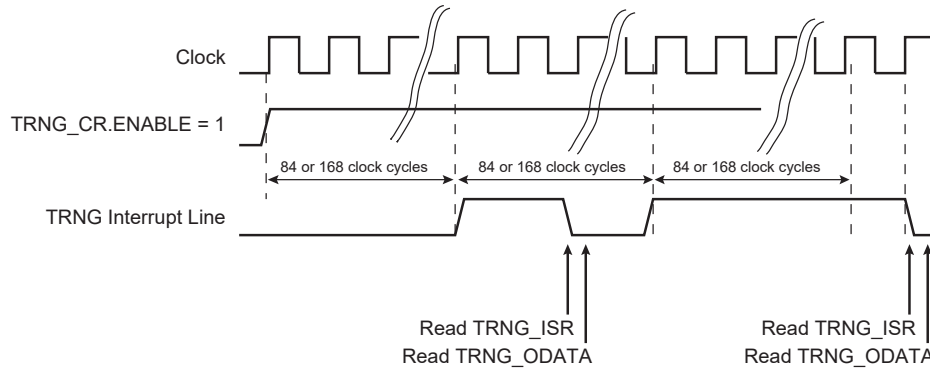 Clock
TRNG_CR.ENABLE = 1
84 or 168 clock cycles
84 or 168 clock cycles
84 or 168 clock cycles
TRNG Interrupt Line
Read TRNG_ISR
Read TRNG_ISR
Read TRNG_ODATA
Read TRNG_ODATA